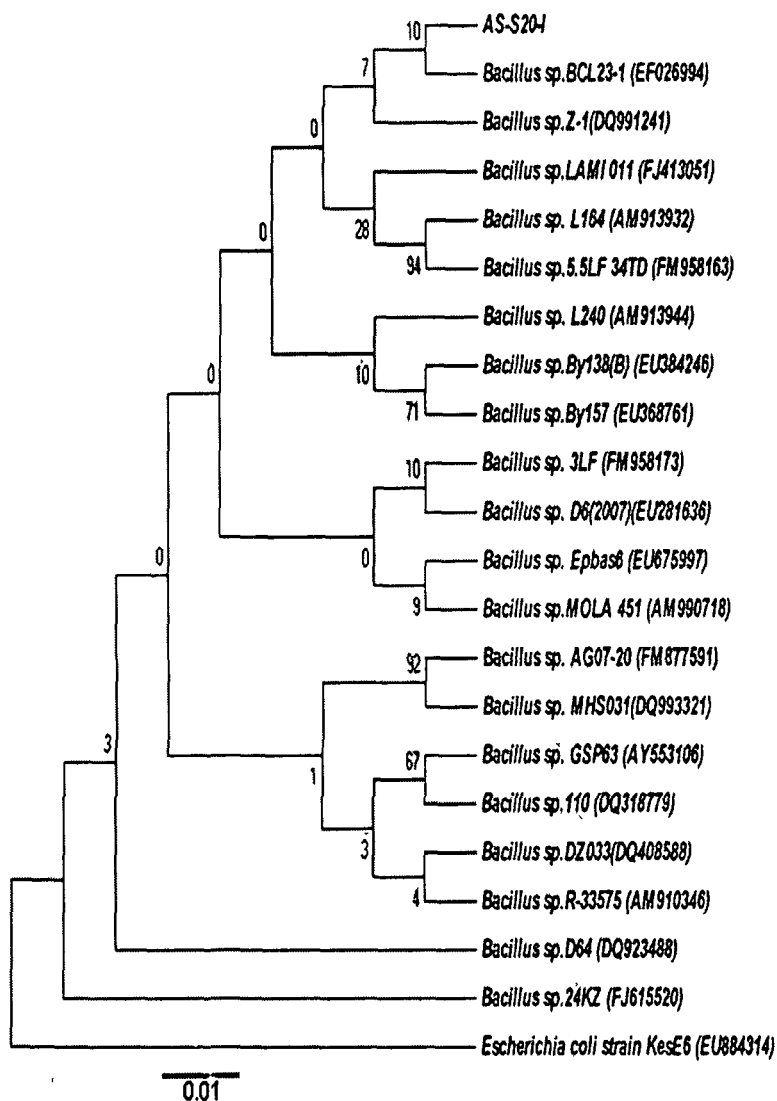 10
AS-S20-I
Bacillus sp.BCL23-1 (EF026994)
7
Bacillus sp.Z-1(DQ991241)
0
Bacillus sp.LAMI 011 (FJ413051)
28
Bacillus sp. L164 (AM913932)
94
Bacillus sp.5.5LF 34TD (FM958163)
0
Bacillus sp. L240 (AM913944)
10
Bacillus sp.By138(B) (EU384246)
71
Bacillus sp.By157 (EU368761)
0
10
Bacillus sp. 3LF (FM958173)
Bacillus sp. D6(2007)(EU281636)
0
Bacillus sp. Epbas6 (EU675997)
9
Bacillus sp.MOLA 451 (AM990718)
0
92
Bacillus sp. AG07-20 (FM877591)
Bacillus sp. MHS031(DQ993321)
3
1
67
Bacillus sp. GSP63 (AY553106)
Bacillus sp.110 (DQ318779)
3
Bacillus sp.DZ033(DQ408588)
4
Bacillus sp.R-33575 (AM910346)
Bacillus sp.D64 (DQ923488)
Bacillus sp.24KZ (FJ615520)
Escherichia coli strain KesE6 (EU884314)
0.01